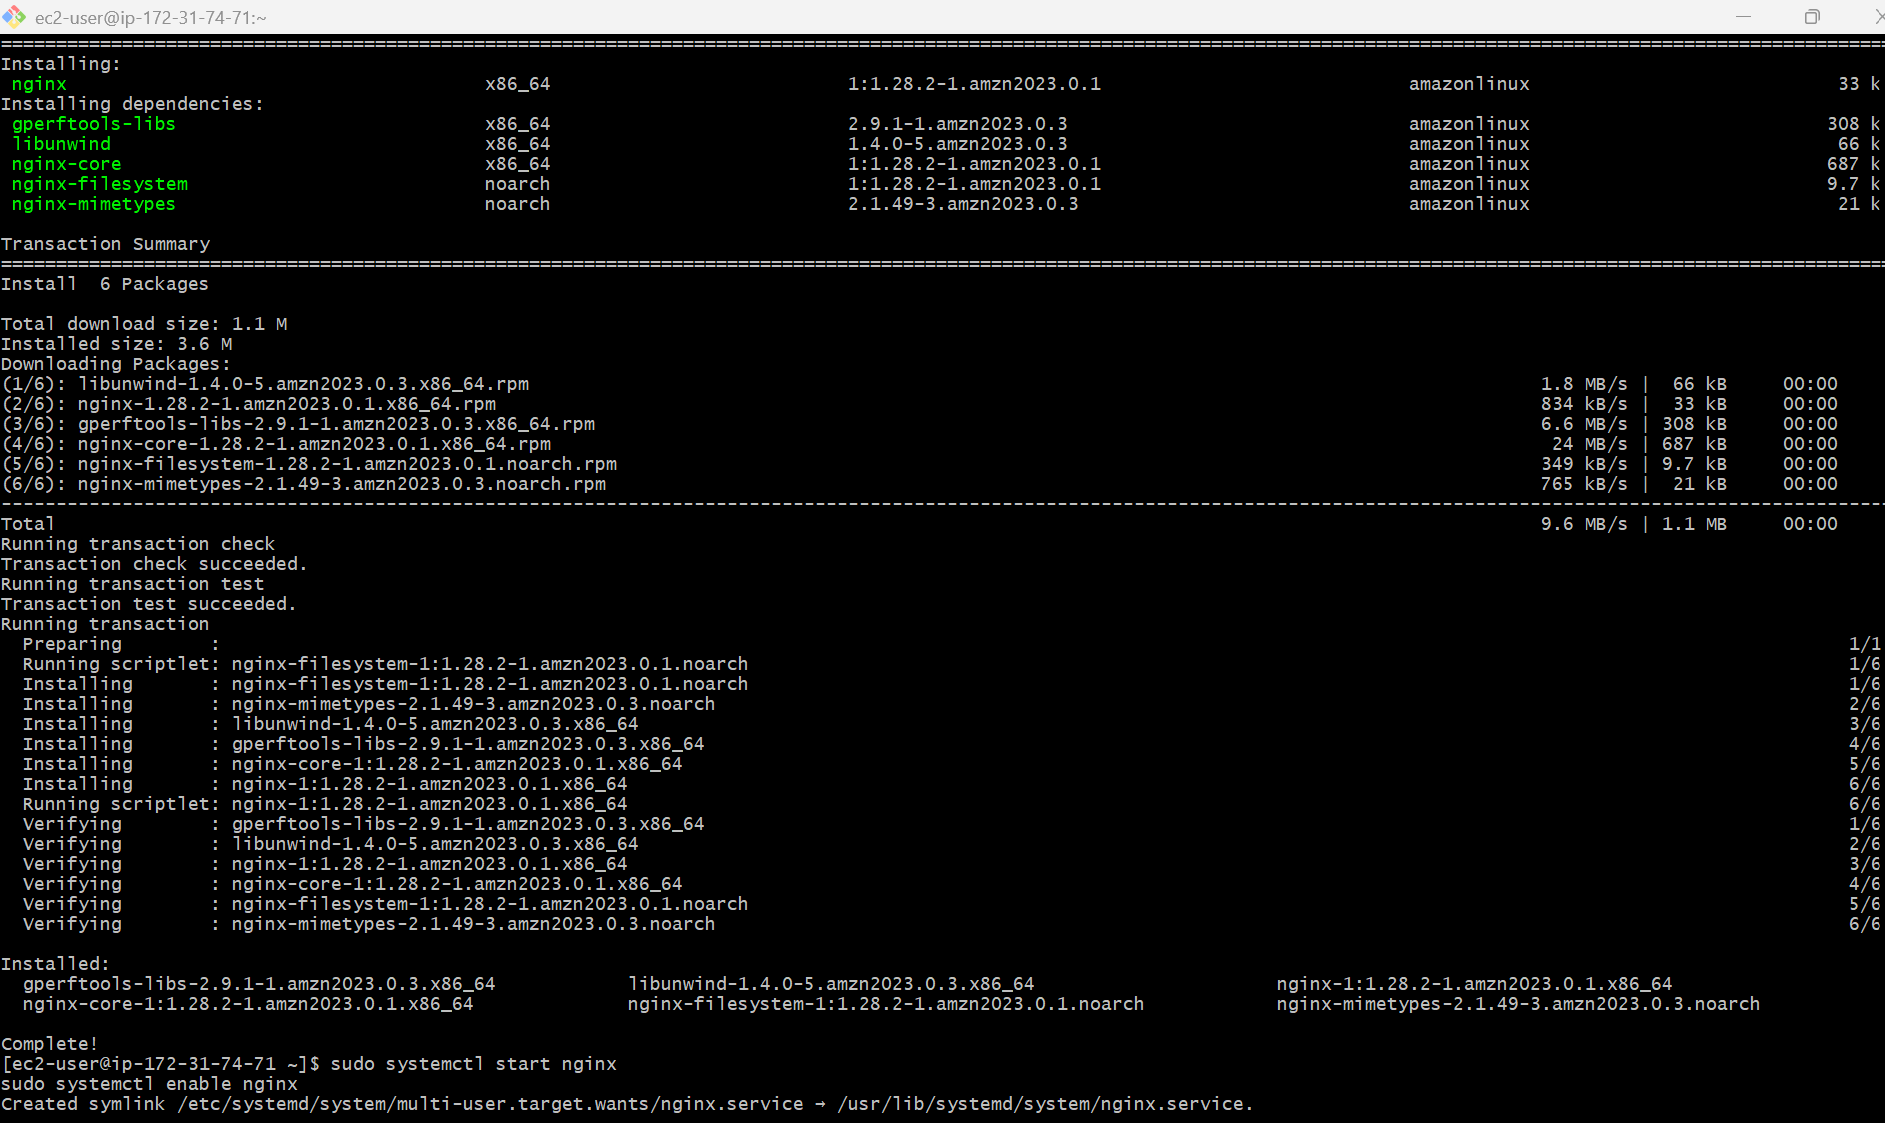 ec2-user@ip-172-31-74-71:~
================================================================================
Installing:
nginx x86_64 1:1.28.2-1.amzn2023.0.1 amazonlinux 33 k
Installing dependencies:
gperftools-libs x86_64 2.9.1-1.amzn2023.0.3 amazonlinux 308 k
libunwind x86_64 1.4.0-5.amzn2023.0.3 amazonlinux 66 k
nginx-core x86_64 1:1.28.2-1.amzn2023.0.1 amazonlinux 687 k
nginx-filesystem noarch 1:1.28.2-1.amzn2023.0.1 amazonlinux 9.7 k
nginx-mimetypes noarch 2.1.49-3.amzn2023.0.3 amazonlinux 21 k
Transaction Summary
================================================================================
Install  6 Packages
Total download size: 1.1 M
Installed size: 3.6 M
Downloading Packages:
(1/6): libunwind-1.4.0-5.amzn2023.0.3.x86_64.rpm 1.8 MB/s |  66 kB 00:00
(2/6): nginx-1.28.2-1.amzn2023.0.1.x86_64.rpm 834 kB/s |  33 kB 00:00
(3/6): gperftools-libs-2.9.1-1.amzn2023.0.3.x86_64.rpm 6.6 MB/s | 308 kB 00:00
(4/6): nginx-core-1.28.2-1.amzn2023.0.1.x86_64.rpm 24 MB/s | 687 kB 00:00
(5/6): nginx-filesystem-1.28.2-1.amzn2023.0.1.noarch.rpm 349 kB/s | 9.7 kB 00:00
(6/6): nginx-mimetypes-2.1.49-3.amzn2023.0.3.noarch.rpm 765 kB/s |  21 kB 00:00
--------------------------------------------------------------------------------
Total 9.6 MB/s | 1.1 MB 00:00
Running transaction check
Transaction check succeeded.
Running transaction test
Transaction test succeeded.
Running transaction
Preparing : 1/1
Running scriptlet: nginx-filesystem-1:1.28.2-1.amzn2023.0.1.noarch 1/6
Installing : nginx-filesystem-1:1.28.2-1.amzn2023.0.1.noarch 1/6
Installing : nginx-mimetypes-2.1.49-3.amzn2023.0.3.noarch 2/6
Installing : libunwind-1.4.0-5.amzn2023.0.3.x86_64 3/6
Installing : gperftools-libs-2.9.1-1.amzn2023.0.3.x86_64 4/6
Installing : nginx-core-1:1.28.2-1.amzn2023.0.1.x86_64 5/6
Installing : nginx-1:1.28.2-1.amzn2023.0.1.x86_64 6/6
Running scriptlet: nginx-1:1.28.2-1.amzn2023.0.1.x86_64 6/6
Verifying : gperftools-libs-2.9.1-1.amzn2023.0.3.x86_64 1/6
Verifying : libunwind-1.4.0-5.amzn2023.0.3.x86_64 2/6
Verifying : nginx-1:1.28.2-1.amzn2023.0.1.x86_64 3/6
Verifying : nginx-core-1:1.28.2-1.amzn2023.0.1.x86_64 4/6
Verifying : nginx-filesystem-1:1.28.2-1.amzn2023.0.1.noarch 5/6
Verifying : nginx-mimetypes-2.1.49-3.amzn2023.0.3.noarch 6/6
Installed:
gperftools-libs-2.9.1-1.amzn2023.0.3.x86_64 libunwind-1.4.0-5.amzn2023.0.3.x86_64 nginx-1:1.28.2-1.amzn2023.0.1.x86_64
nginx-core-1:1.28.2-1.amzn2023.0.1.x86_64 nginx-filesystem-1:1.28.2-1.amzn2023.0.1.noarch nginx-mimetypes-2.1.49-3.amzn2023.0.3.noarch
Complete!
[ec2-user@ip-172-31-74-71 ~]$ sudo systemctl start nginx
sudo systemctl enable nginx
Created symlink /etc/systemd/system/multi-user.target.wants/nginx.service → /usr/lib/systemd/system/nginx.service.